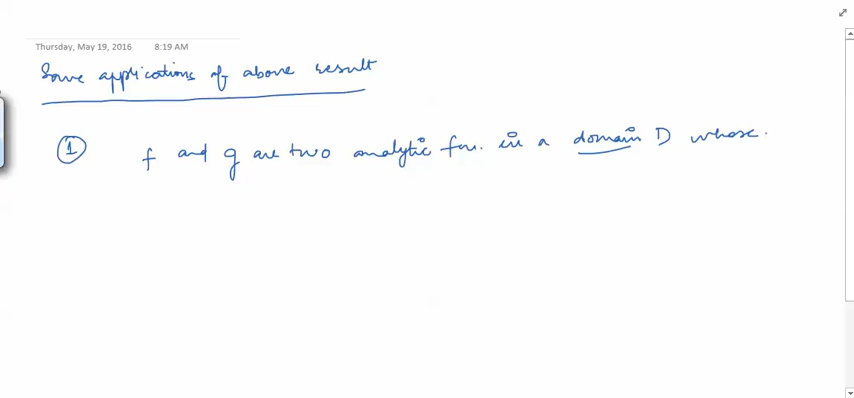 Thursday, May 19, 2016 8:19 AM
Some applications of above result
① f and g are two analytic fns. in a domain D whose